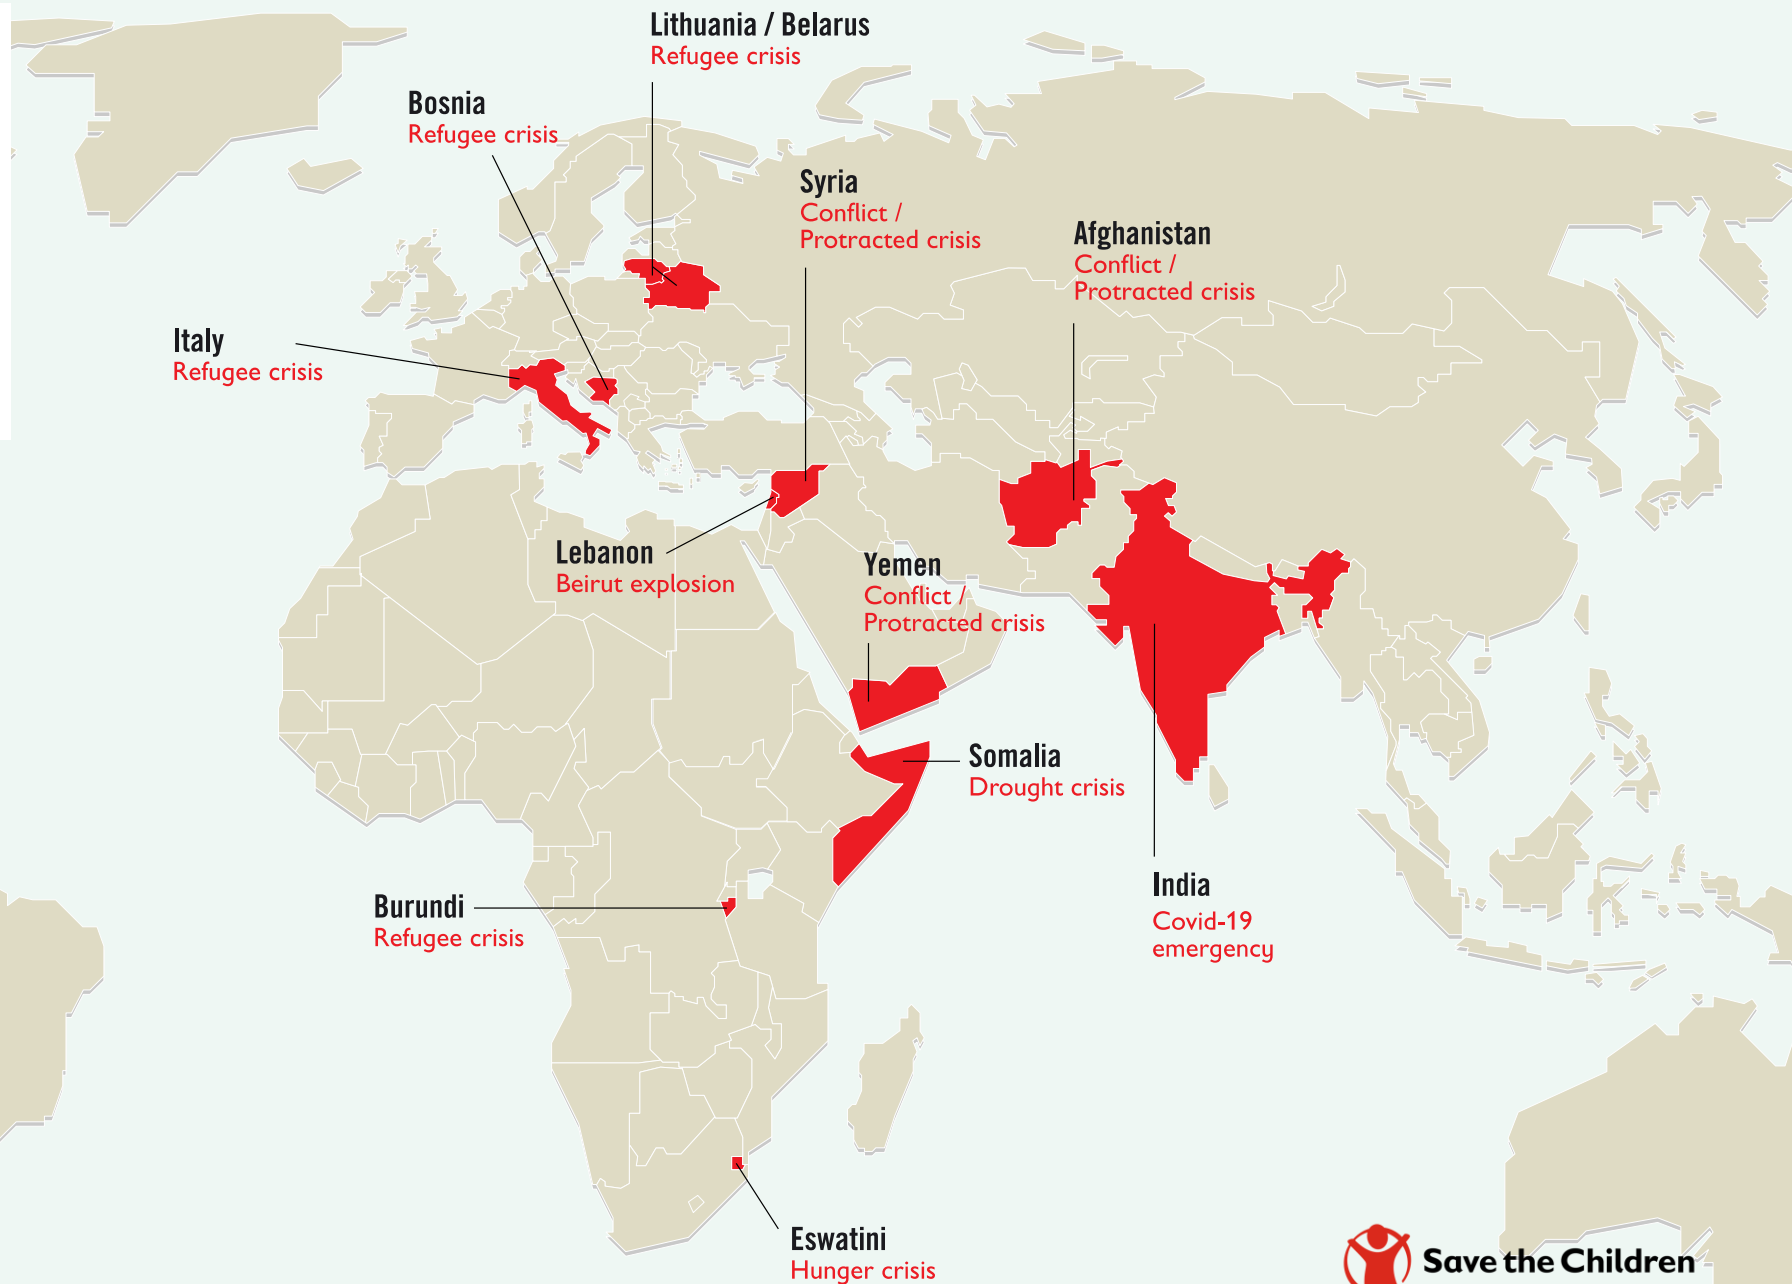 Lithuania / Belarus
Refugee crisis
Bosnia
Refugee crisis
Syria
Conflict /
Protracted crisis
Afghanistan
Conflict /
Protracted crisis
Italy
Refugee crisis
Lebanon
Beirut explosion
Yemen
Conflict /
Protracted crisis
Somalia
Drought crisis
India
Covid-19
emergency
Burundi
Refugee crisis
Eswatini
Hunger crisis
Save the Children